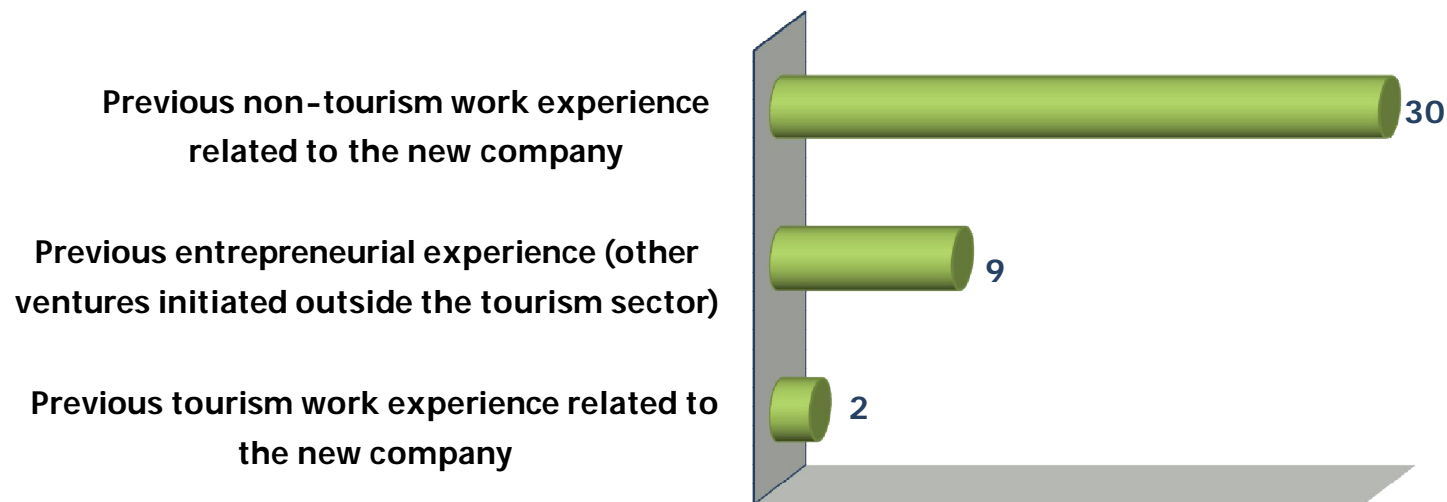 Previous non-tourism work experience
related to the new company
30
Previous entrepreneurial experience (other
ventures initiated outside the tourism sector)
9
Previous tourism work experience related to
the new company
2